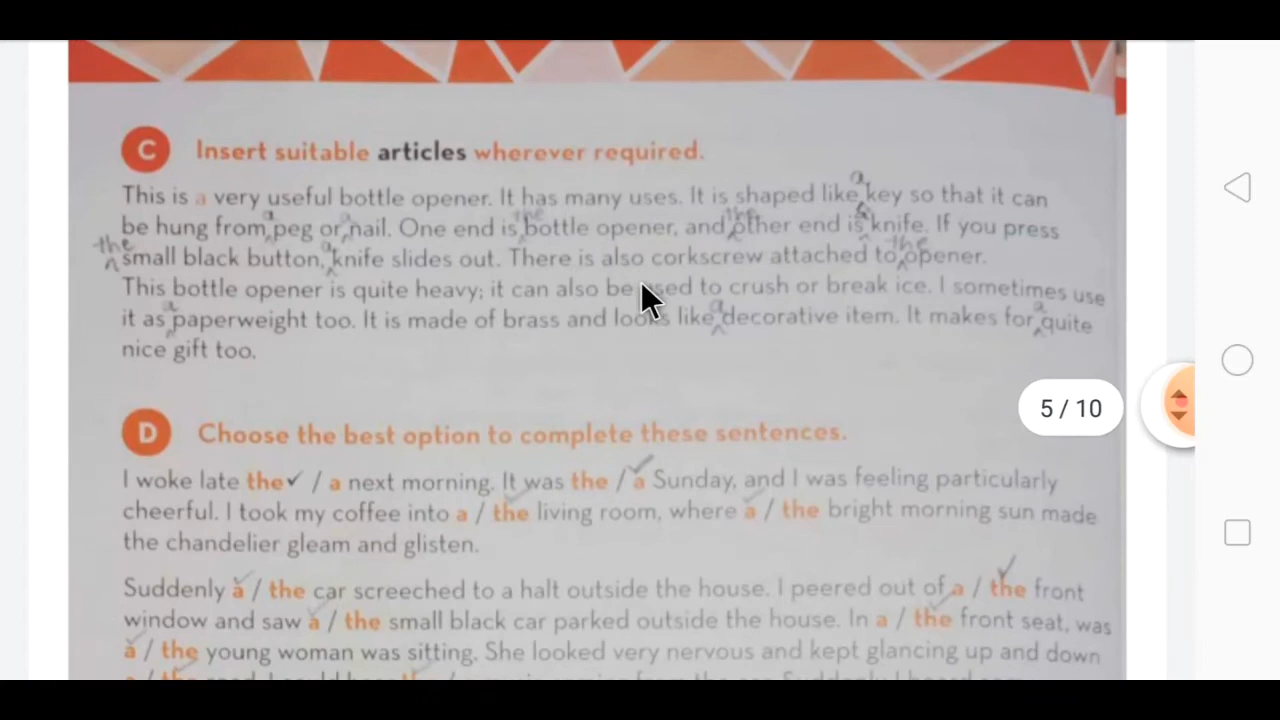 C Insert suitable articles wherever required.
This is a very useful bottle opener. It has many uses. It is shaped like a key so that it can
be hung from a peg or a nail. One end is the bottle opener, and the other end is a knife. If you press
the small black button, a knife slides out. There is also corkscrew attached to the opener.
This bottle opener is quite heavy; it can also be used to crush or break ice. I sometimes use
it as a paperweight too. It is made of brass and looks like a decorative item. It makes for a quite
nice gift too.
5 / 10
D Choose the best option to complete these sentences.
I woke late the✓ / a next morning. It was the / a✓ Sunday, and I was feeling particularly
cheerful. I took my coffee into a / the✓ living room, where a✓ / the bright morning sun made
the chandelier gleam and glisten.
Suddenly a✓ / the car screeched to a halt outside the house. I peered out of a / the✓ front
window and saw a✓ / the small black car parked outside the house. In a / the✓ front seat, was
a✓ / the young woman was sitting. She looked very nervous and kept glancing up and down